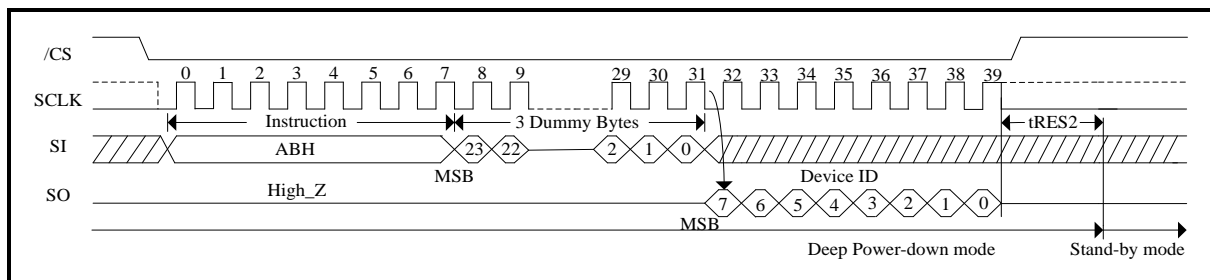 /CS
0 1 2 3 4 5 6 7 8 9 29 30 31 32 33 34 35 36 37 38 39
SCLK
Instruction 3 Dummy Bytes tRES2
SI ABH 23 22 2 1 0
MSB Device ID
SO High_Z 7 6 5 4 3 2 1 0
MSB
Deep Power-down mode Stand-by mode